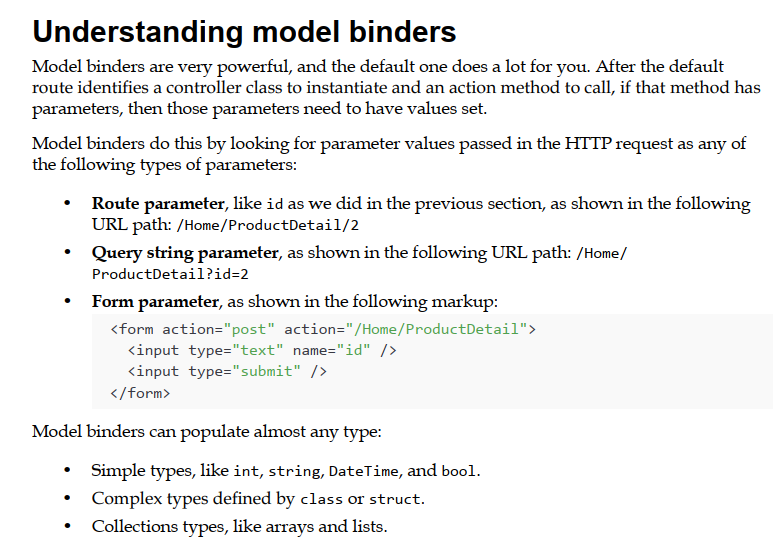 Understanding model binders
Model binders are very powerful, and the default one does a lot for you. After the default
route identifies a controller class to instantiate and an action method to call, if that method has
parameters, then those parameters need to have values set.
Model binders do this by looking for parameter values passed in the HTTP request as any of
the following types of parameters:
• Route parameter, like id as we did in the previous section, as shown in the following
URL path: /Home/ProductDetail/2
• Query string parameter, as shown in the following URL path: /Home/
ProductDetail?id=2
• Form parameter, as shown in the following markup:
<form action="post" action="/Home/ProductDetail">
<input type="text" name="id" />
<input type="submit" />
</form>
Model binders can populate almost any type:
• Simple types, like int, string, DateTime, and bool.
• Complex types defined by class or struct.
• Collections types, like arrays and lists.